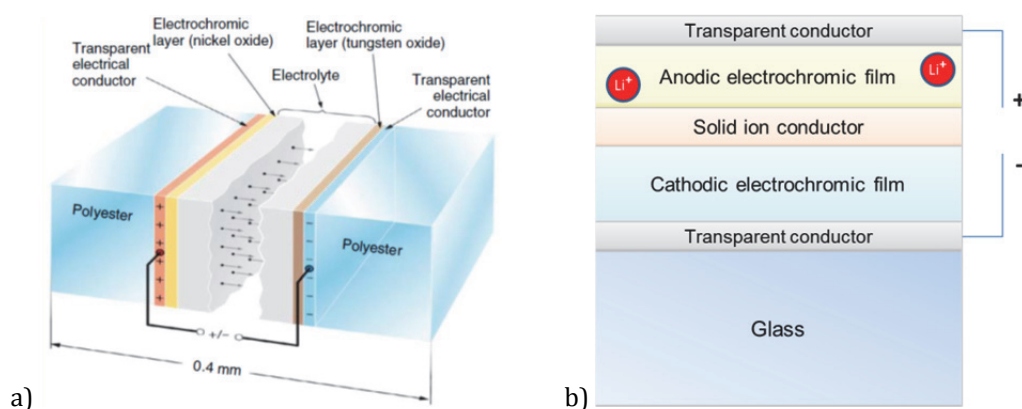 Electrochromic
layer (nickel oxide)
Electrochromic
layer (tungsten oxide)
Transparent
electrical
conductor
Electrolyte
Transparent
electrical
conductor
Polyester
Polyester
+
+
+
+
+
+
−
−
−
−
−
−
+/−
0.4 mm
a)
Transparent conductor
Li+
Anodic electrochromic film
Li+
Solid ion conductor
Cathodic electrochromic film
Transparent conductor
Glass
+
-
b)